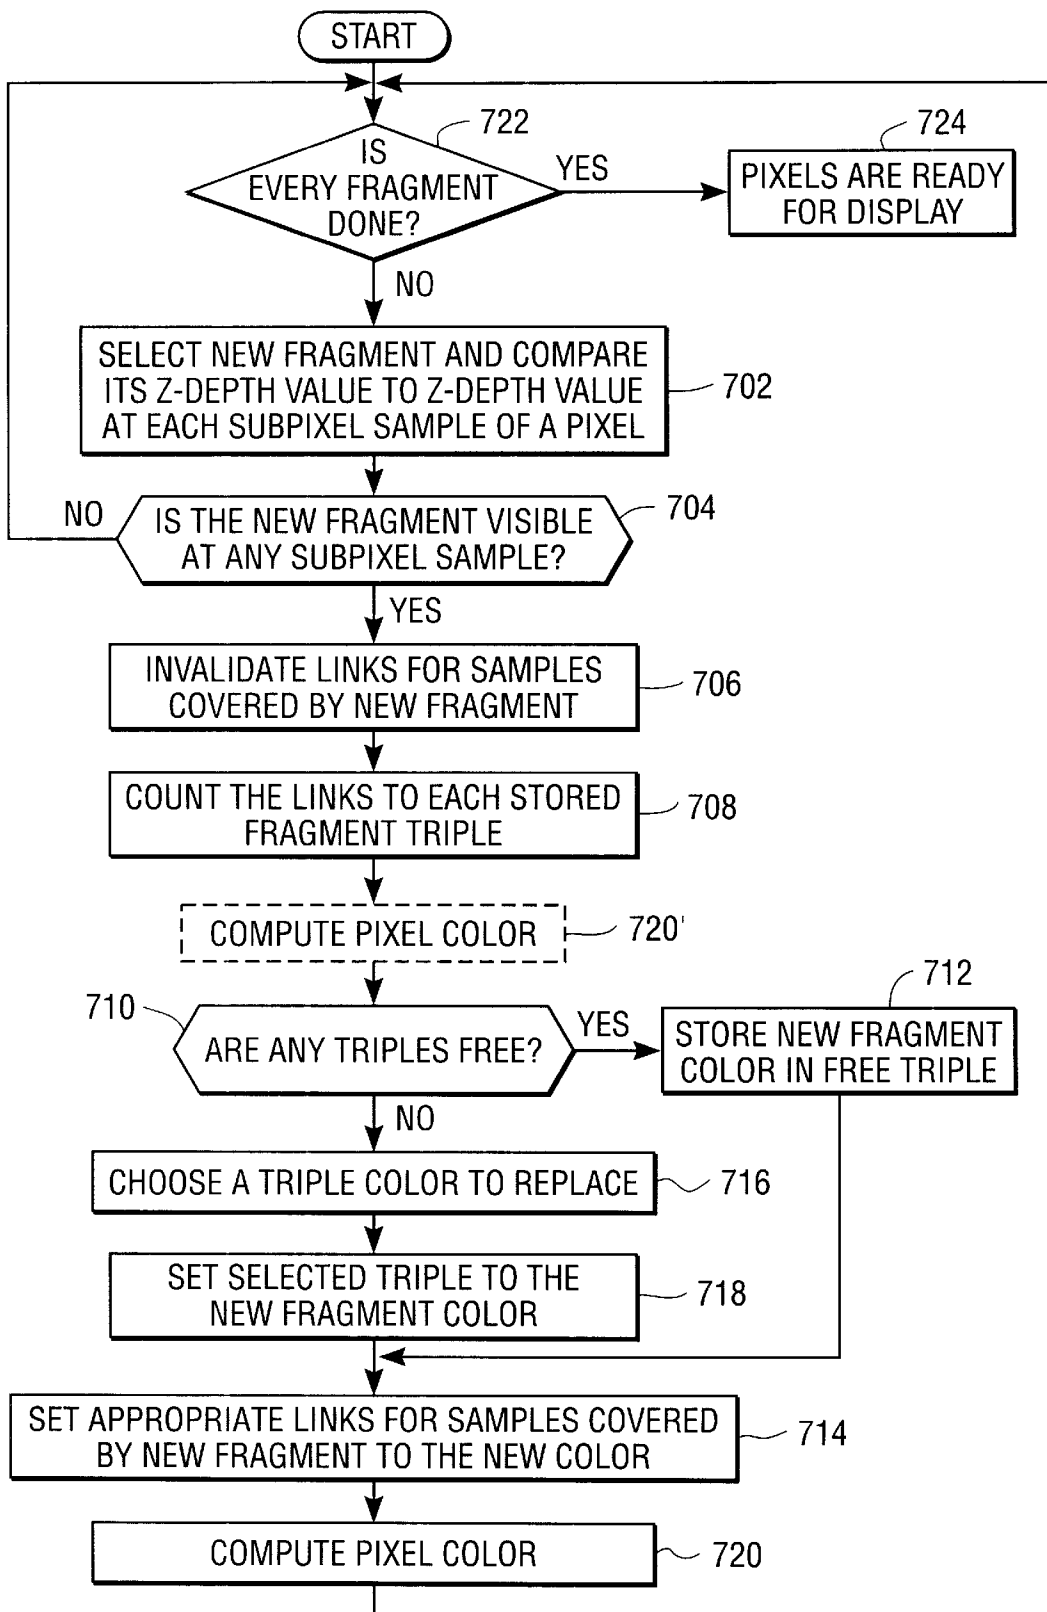 START
722
724
IS
EVERY FRAGMENT
DONE?
YES
PIXELS ARE READY
FOR DISPLAY
NO
SELECT NEW FRAGMENT AND COMPARE
ITS Z-DEPTH VALUE TO Z-DEPTH VALUE
AT EACH SUBPIXEL SAMPLE OF A PIXEL
702
NO
IS THE NEW FRAGMENT VISIBLE
AT ANY SUBPIXEL SAMPLE?
704
YES
INVALIDATE LINKS FOR SAMPLES
COVERED BY NEW FRAGMENT
706
COUNT THE LINKS TO EACH STORED
FRAGMENT TRIPLE
708
COMPUTE PIXEL COLOR
720'
710
ARE ANY TRIPLES FREE?
YES
712
STORE NEW FRAGMENT
COLOR IN FREE TRIPLE
NO
CHOOSE A TRIPLE COLOR TO REPLACE
716
SET SELECTED TRIPLE TO THE
NEW FRAGMENT COLOR
718
SET APPROPRIATE LINKS FOR SAMPLES COVERED
BY NEW FRAGMENT TO THE NEW COLOR
714
COMPUTE PIXEL COLOR
720